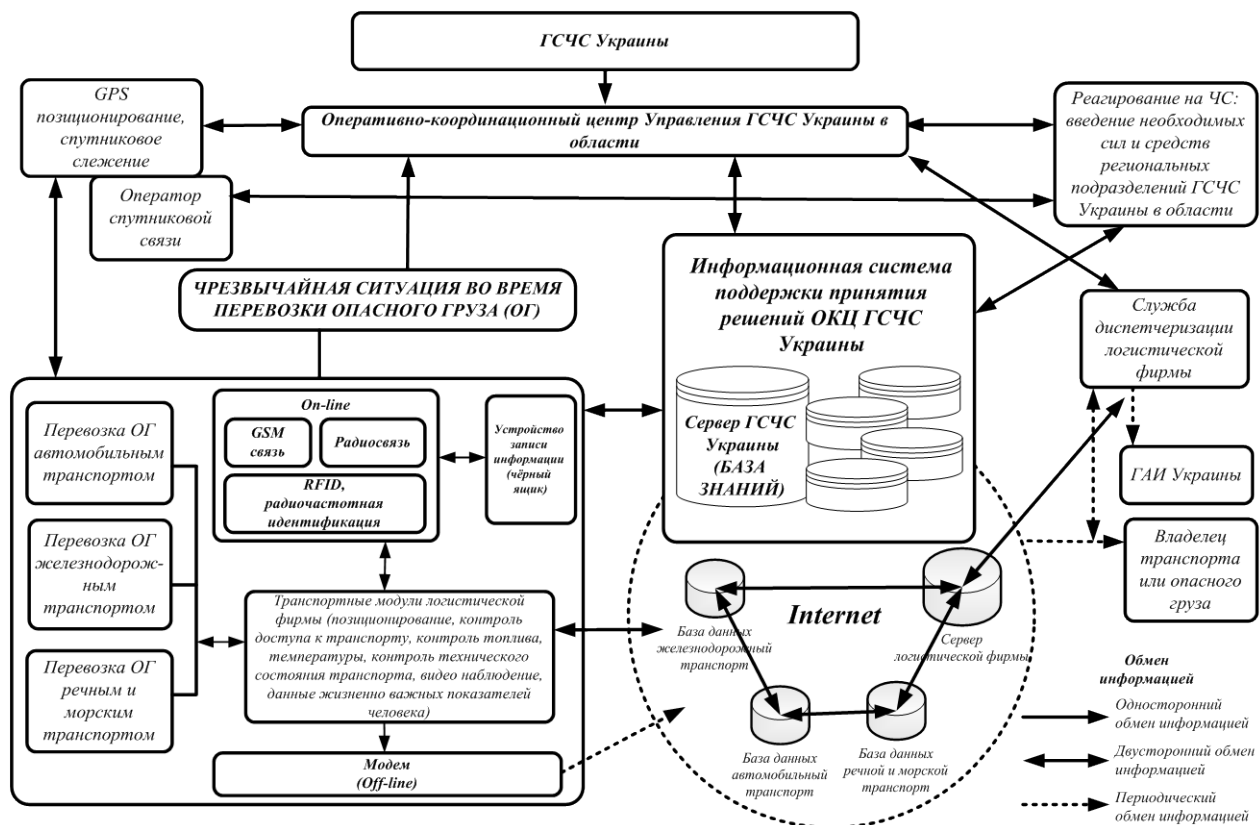 ГСЧС Украины
GPS
позиционирование,
спутниковое
слежение
Оператор
спутниковой
связи
Оперативно-координационный центр Управления ГСЧС Украины в
области
Реагирование на ЧС:
введение необходимых
сил и средств
региональных
подразделений ГСЧС
Украины в области
ЧРЕЗВЫЧАЙНАЯ СИТУАЦИЯ ВО ВРЕМЯ
ПЕРЕВОЗКИ ОПАСНОГО ГРУЗА (ОГ)
Информационная система
поддержки принятия
решений ОКЦ ГСЧС
Украины
Сервер ГСЧС
Украины
(БАЗА
ЗНАНИЙ)
Служба
диспетчеризации
логистической
фирмы
ГАИ Украины
Владелец
транспорта
или опасного
груза
Перевозка ОГ
автомобильным
транспортом
Перевозка ОГ
железнодорож-
ным
транспортом
Перевозка ОГ
речным и
морским
транспортом
On-line
GSM
связь
Радиосвязь
RFID,
радиочастотная
идентификация
Устройство
записи
информации
(чёрный
ящик)
Транспортные модули логистической
фирмы (позиционирование, контроль
доступа к транспорту, контроль топлива,
температуры, контроль технического
состояния транспорта, видео наблюдение,
данные жизненно важных показателей
человека)
Модем
(Off-line)
Internet
База данных
железнодорожный
транспорт
Сервер
логистической фирмы
База данных
автомобильный
транспорт
База данных
речной и морской
транспорт
Обмен
информацией
Односторонний
обмен информацией
Двусторонний обмен
информацией
Периодический
обмен информацией